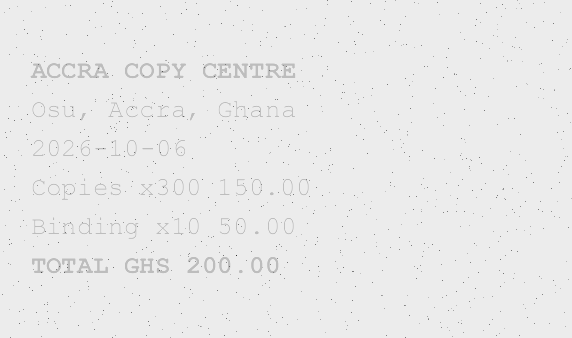 ACCRA COPY CENTRE
Osu, Accra, Ghana
2026-10-06
Copies x300 150.00
Binding x10 50.00
TOTAL GHS 200.00